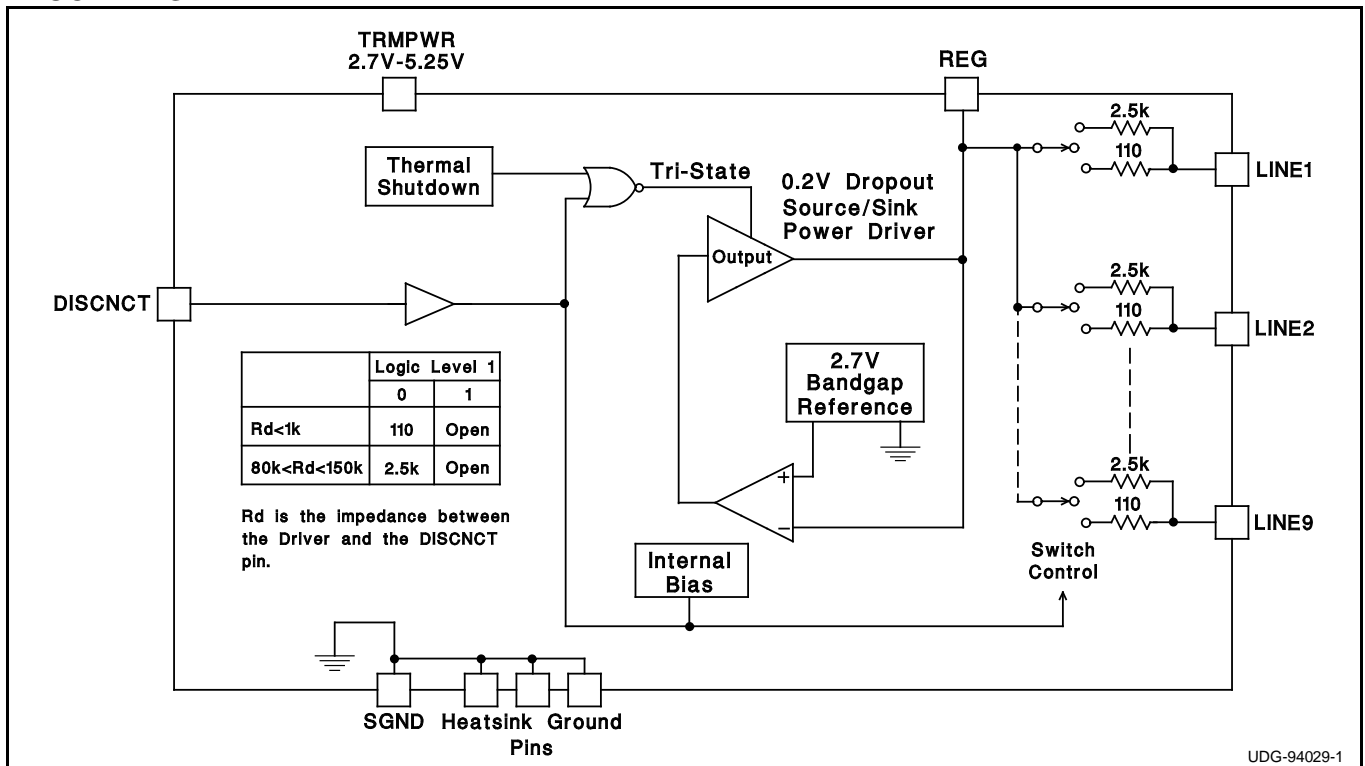 TRMPWR
2.7V-5.25V
REG
2.5k
110
LINE1
Thermal
Shutdown
Tri-State
0.2V Dropout
Source/Sink
Power Driver
Output
DISCNCT
2.5k
110
LINE2
Logic Level 1
0 1
Rd<1k 110 Open
80k<Rd<150k 2.5k Open
Rd is the impedance between
the Driver and the DISCNCT
pin.
2.7V
Bandgap
Reference
+
−
2.5k
110
LINE9
Internal
Bias
Switch
Control
SGND
Heatsink Ground
Pins
UDG-94029-1